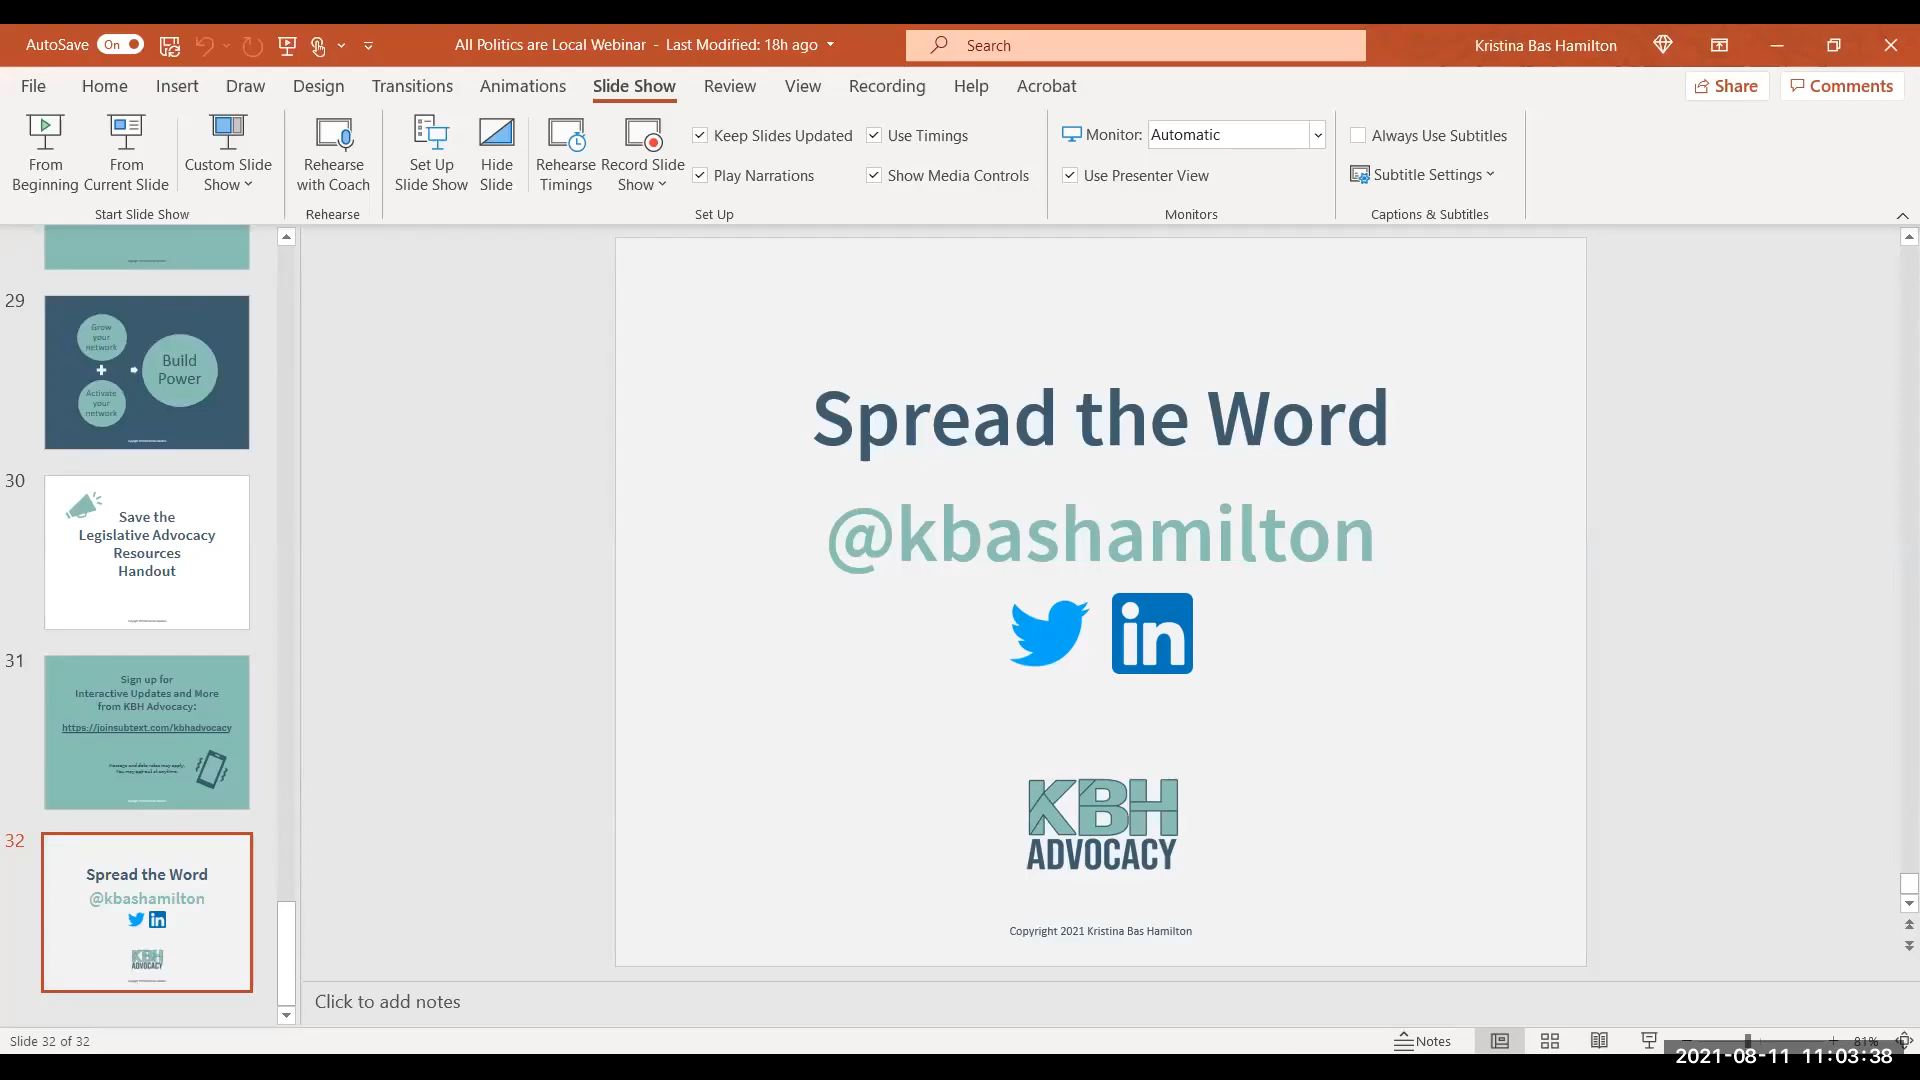 AutoSave On
All Politics are Local Webinar - Last Modified: 18h ago
Search
Kristina Bas Hamilton
File Home Insert Draw Design Transitions Animations Slide Show Review View Recording Help Acrobat
Share
Comments
From Beginning
From Current Slide
Custom Slide Show
Rehearse with Coach
Set Up Slide Show
Hide Slide
Rehearse Timings
Record Slide Show
Keep Slides Updated
Use Timings
Play Narrations
Show Media Controls
Monitor: Automatic
Use Presenter View
Always Use Subtitles
Subtitle Settings
Start Slide Show
Rehearse
Set Up
Monitors
Captions & Subtitles
29
Grow
your
network
Activate
your
network
Build
Power
30
Save the
Legislative Advocacy
Resources
Handout
31
Sign up for
Interactive Updates and More
from KBH Advocacy:
https://joinsubtext.com/kbhadvocacy
32
Spread the Word
@kbashamilton
in
KBH
ADVOCACY
Spread the Word
@kbashamilton
in
KBH
ADVOCACY
Copyright 2021 Kristina Bas Hamilton
Click to add notes
Slide 32 of 32
Notes
81%
2021-08-11 11:03:38